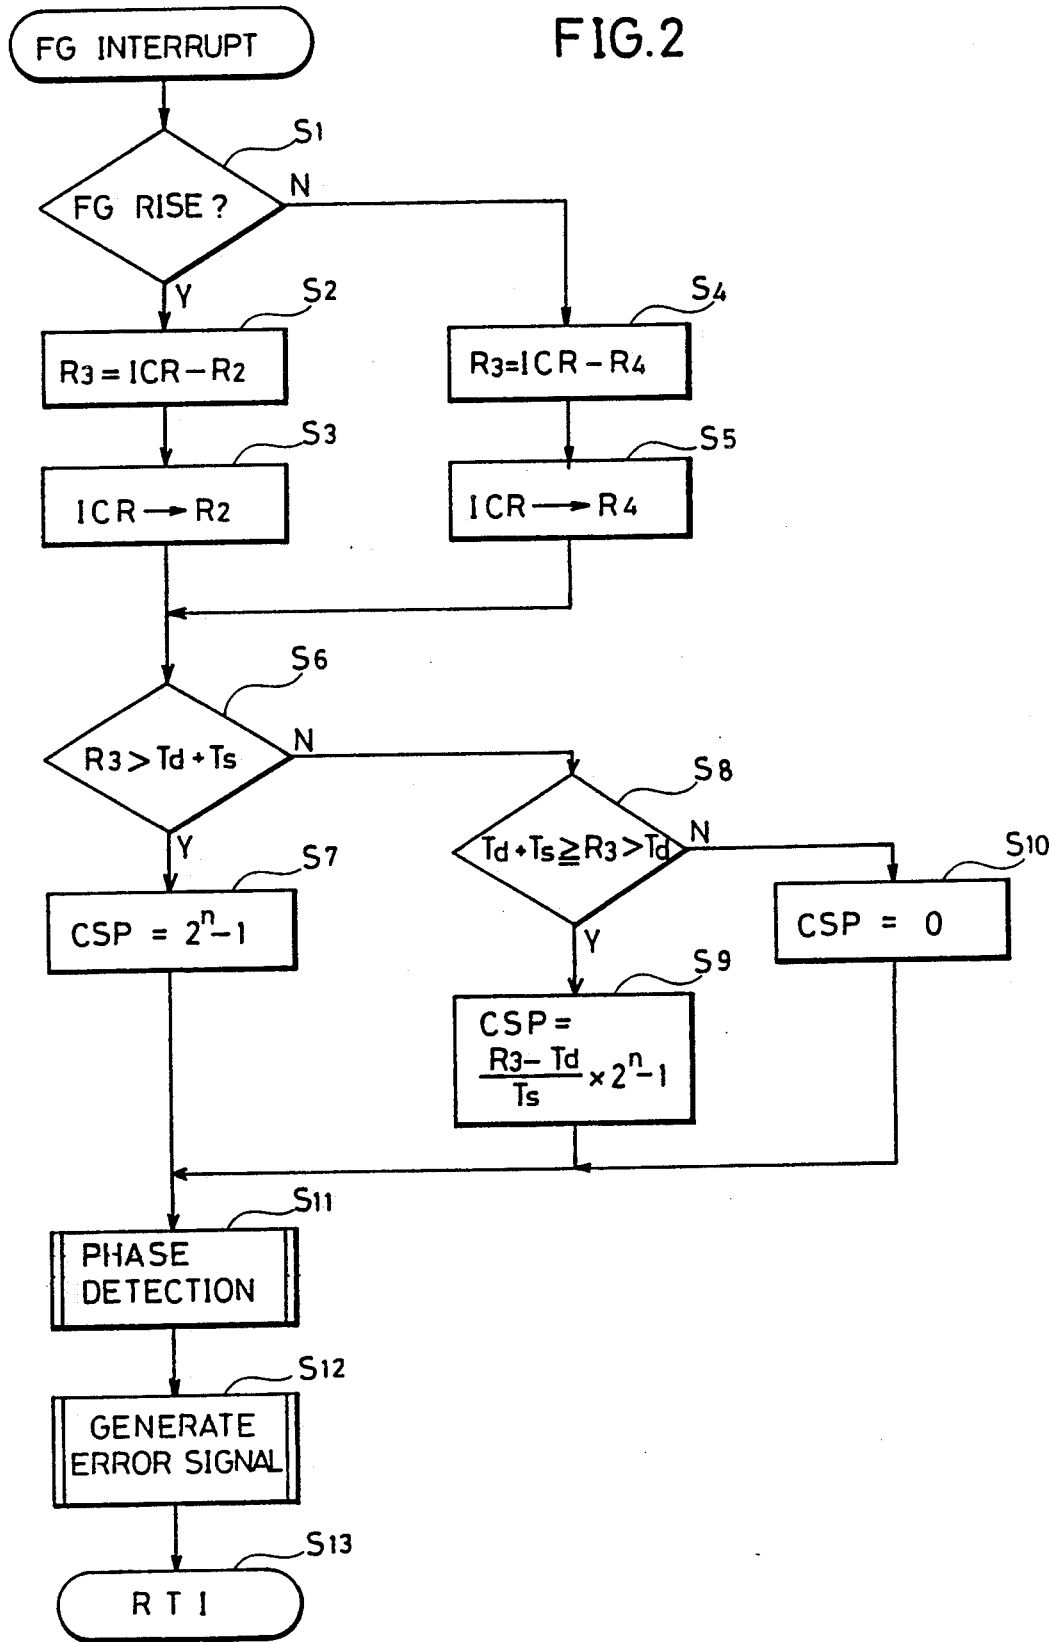 FIG.2
FG INTERRUPT
S1
FG RISE?
N
Y
S2
R3 = ICR – R2
S4
R3=ICR – R4
S3
ICR → R2
S5
ICR → R4
S6
R3 > Td + Ts
N
Y
S7
CSP = 2ⁿ–1
S8
Td + Ts ≧ R3 > Td
N
Y
S10
CSP = 0
S9
CSP =
R3 – Td
Ts
× 2ⁿ–1
S11
PHASE
DETECTION
S12
GENERATE
ERROR SIGNAL
S13
RTI